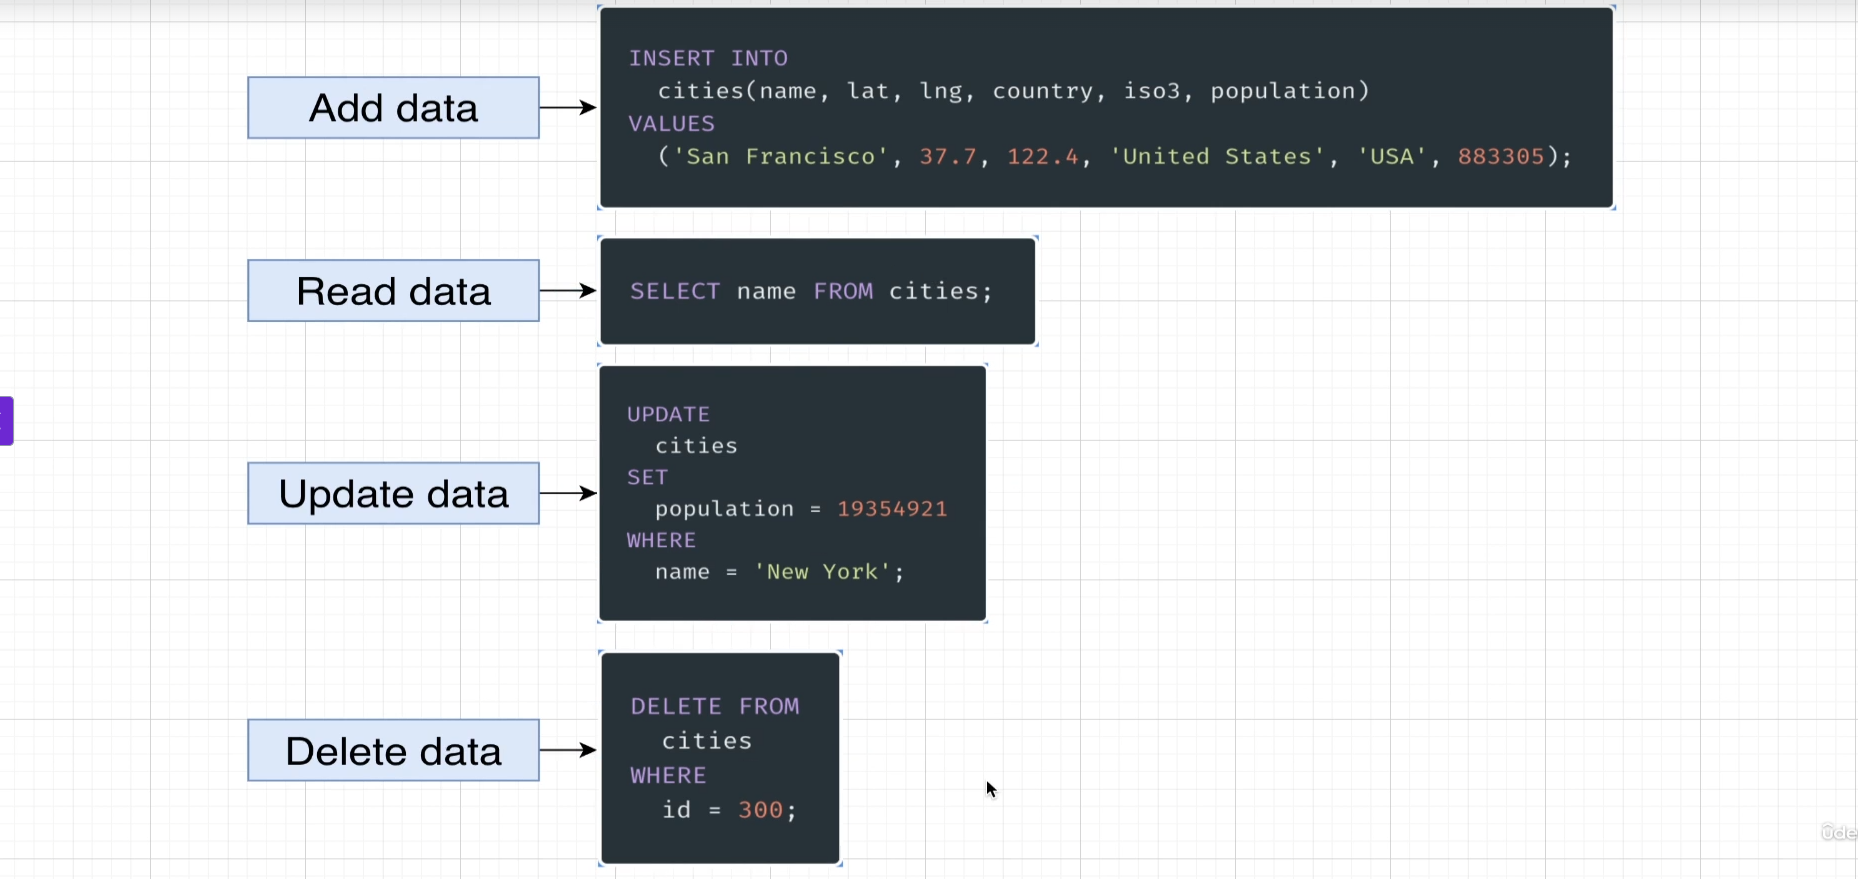 Add data
INSERT INTO
cities(name, lat, lng, country, iso3, population)
VALUES
('San Francisco', 37.7, 122.4, 'United States', 'USA', 883305);
Read data
SELECT name FROM cities;
Update data
UPDATE
cities
SET
population = 19354921
WHERE
name = 'New York';
Delete data
DELETE FROM
cities
WHERE
id = 300;